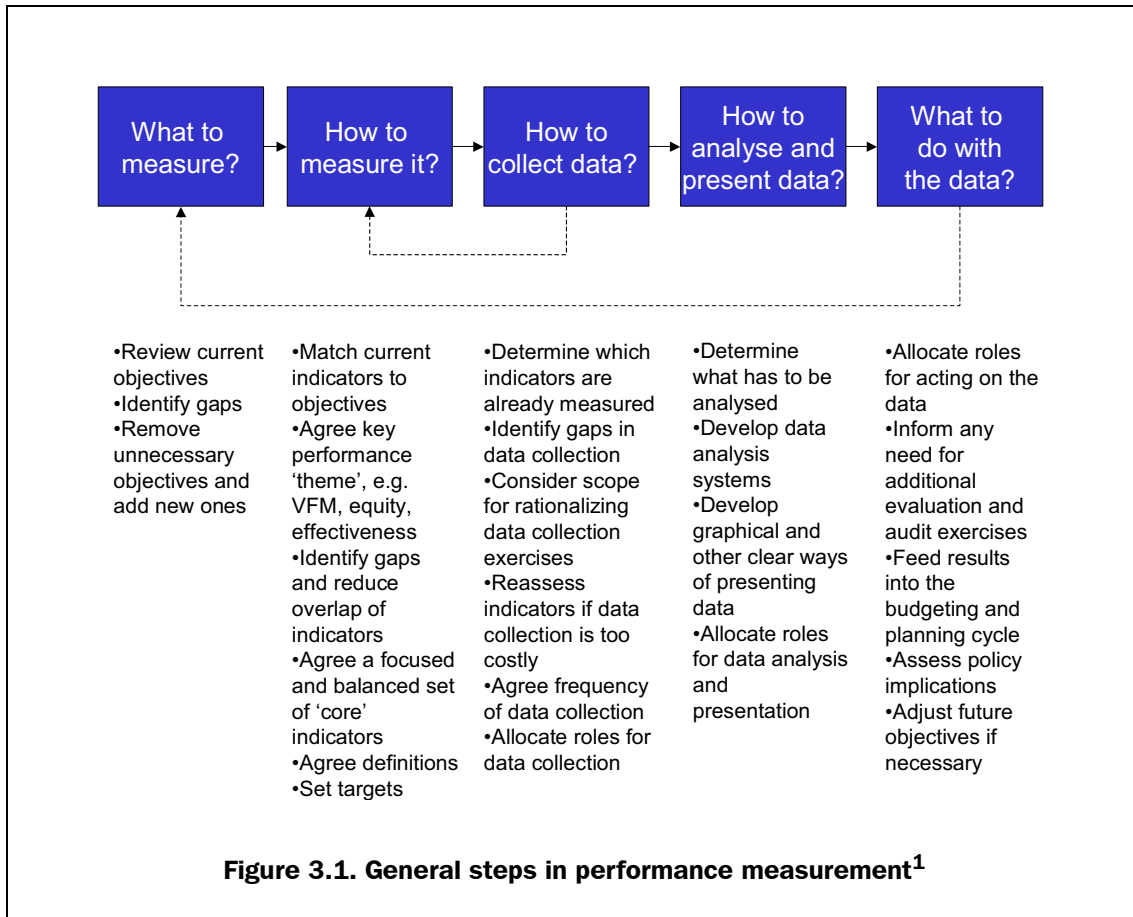 What to
measure?
How to
measure it?
How to
collect data?
How to
analyse and
present data?
What to
do with
the data?
•Review current
objectives
•Identify gaps
•Remove
unnecessary
objectives and
add new ones
•Match current
indicators to
objectives
•Agree key
performance
‘theme’, e.g.
VFM, equity,
effectiveness
•Identify gaps
and reduce
overlap of
indicators
•Agree a focused
and balanced set
of ‘core’
indicators
•Agree definitions
•Set targets
•Determine which
indicators are
already measured
•Identify gaps in
data collection
•Consider scope
for rationalizing
data collection
exercises
•Reassess
indicators if data
collection is too
costly
•Agree frequency
of data collection
•Allocate roles for
data collection
•Determine
what has to be
analysed
•Develop data
analysis
systems
•Develop
graphical and
other clear ways
of presenting
data
•Allocate roles
for data analysis
and
presentation
•Allocate roles
for acting on the
data
•Inform any
need for
additional
evaluation and
audit exercises
•Feed results
into the
budgeting and
planning cycle
•Assess policy
implications
•Adjust future
objectives if
necessary
Figure 3.1. General steps in performance measurement1